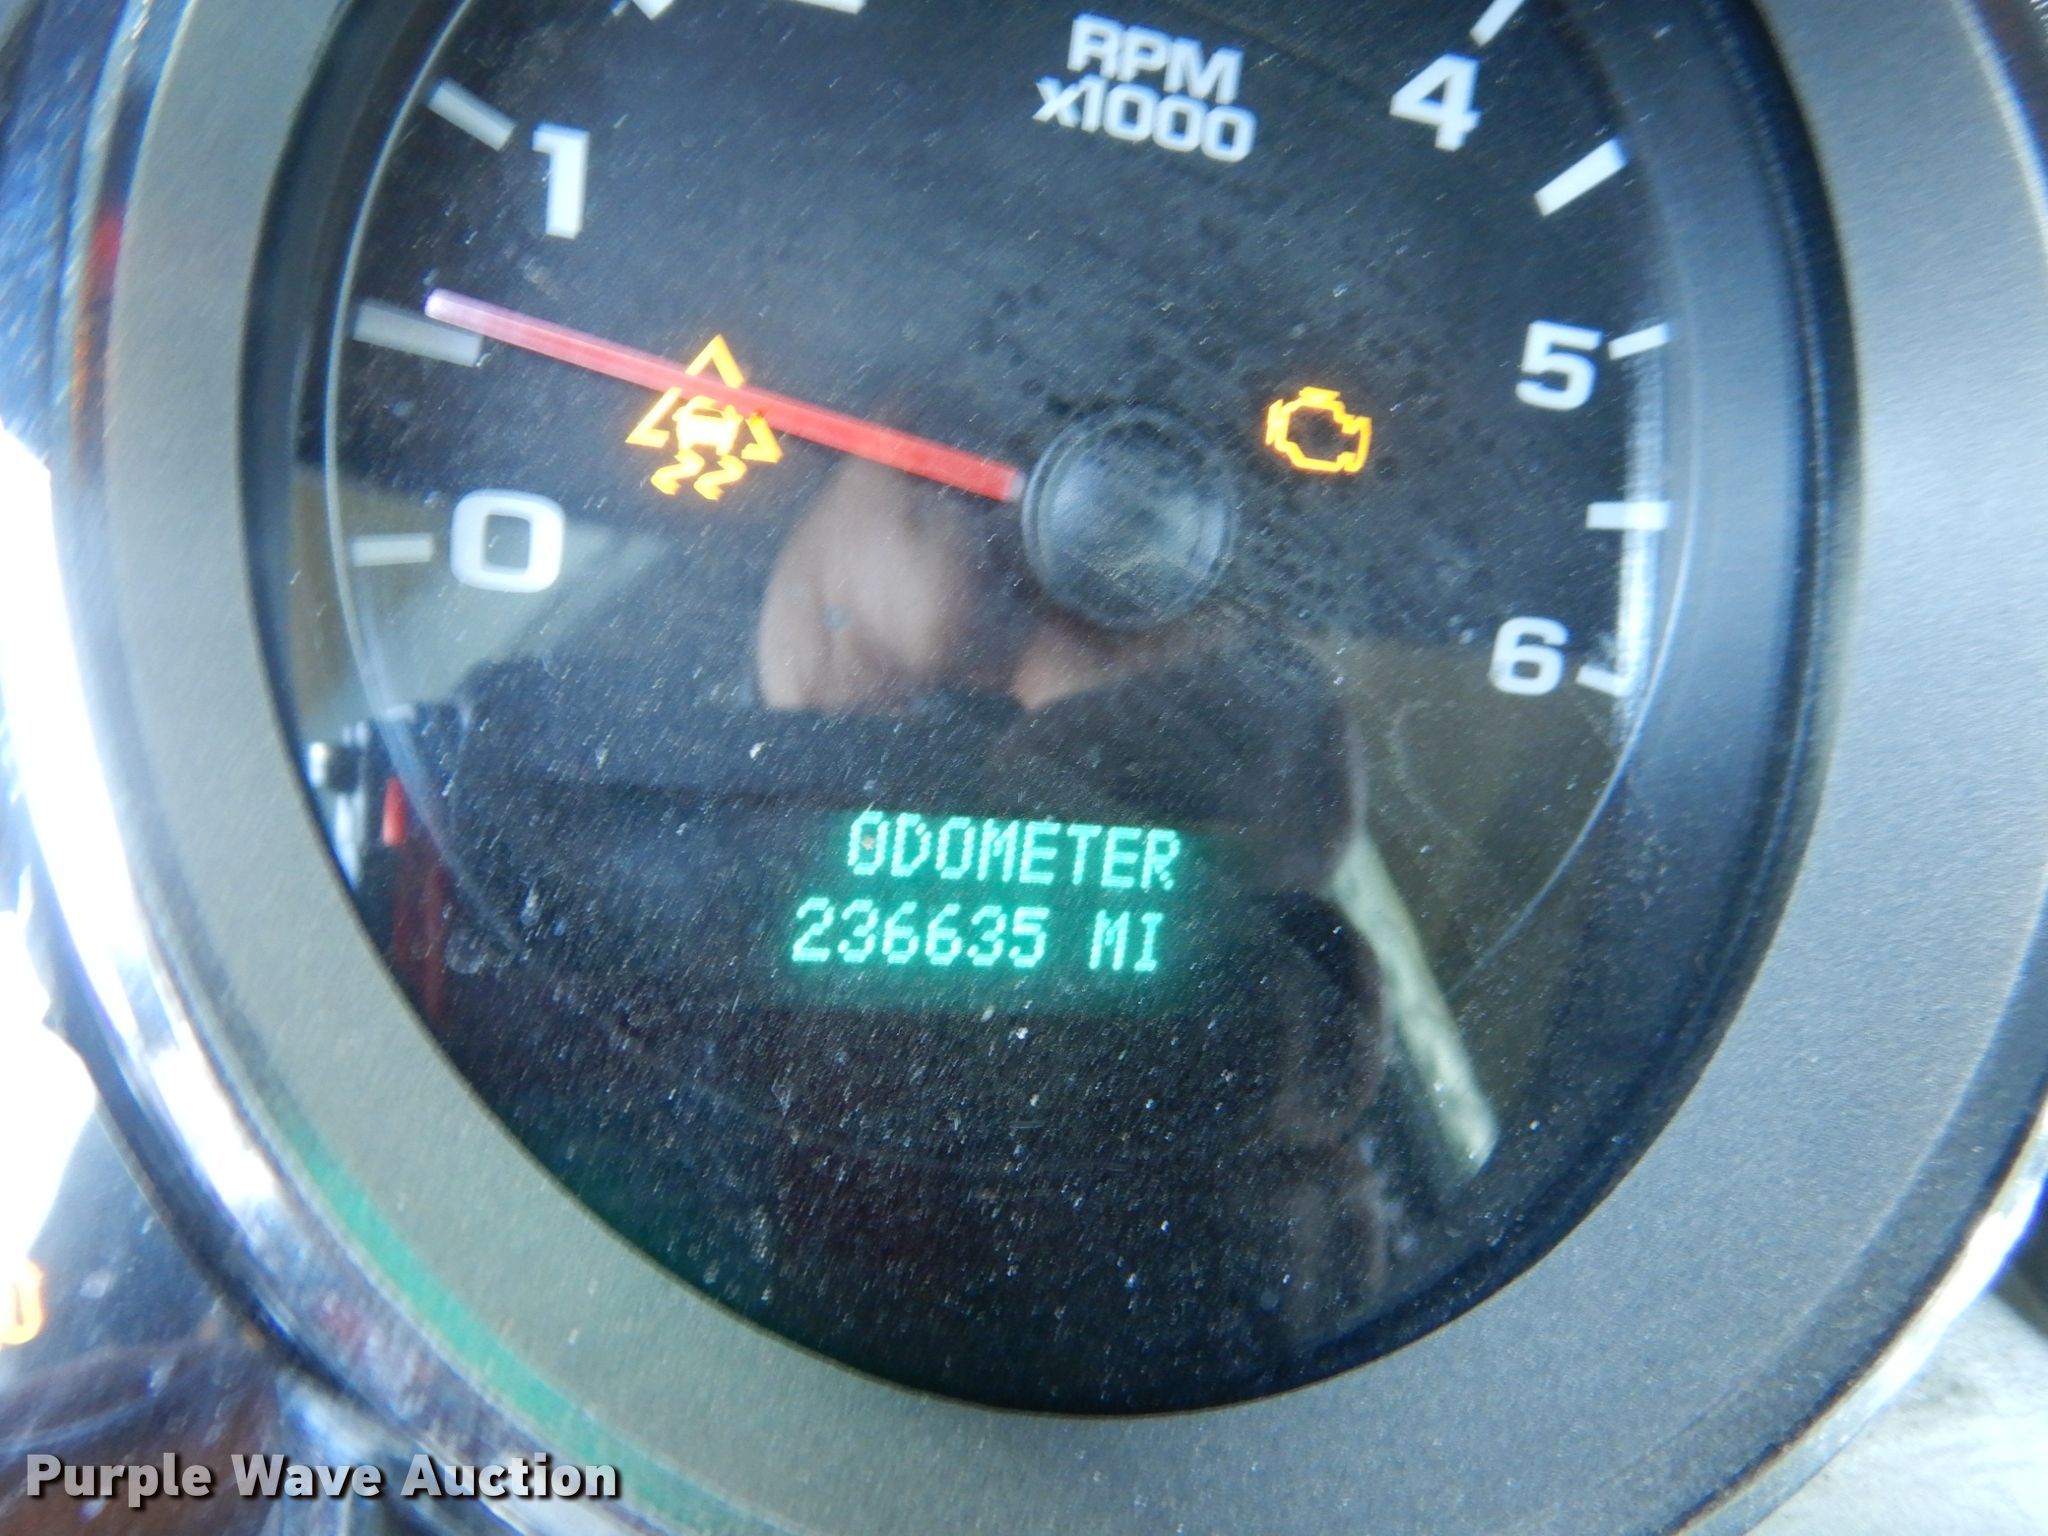 RPM
x1000
1
4
5
0
6
ODOMETER
236635 MI
Purple Wave Auction